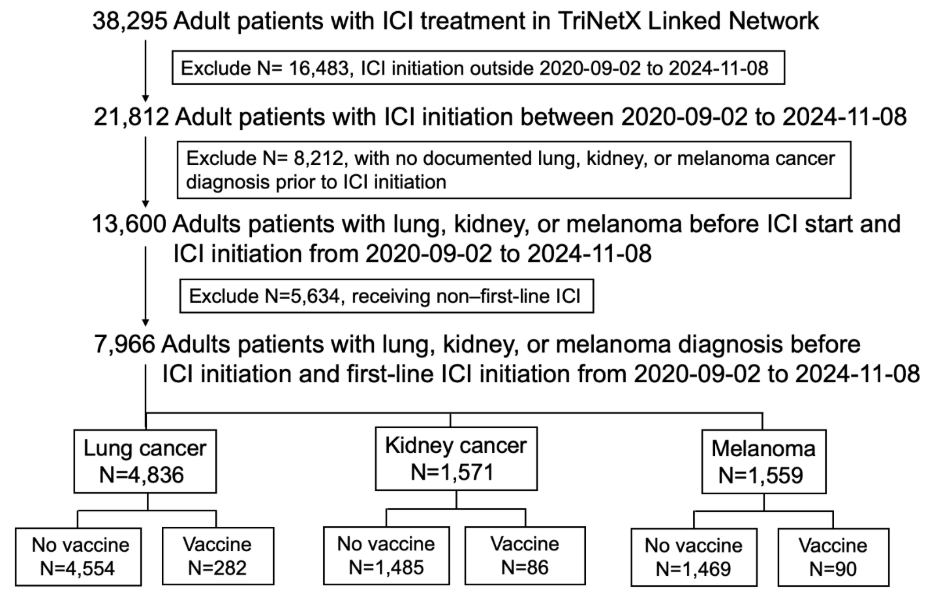 38,295 Adult patients with ICI treatment in TriNetX Linked Network
Exclude N= 16,483, ICI initiation outside 2020-09-02 to 2024-11-08
21,812 Adult patients with ICI initiation between 2020-09-02 to 2024-11-08
Exclude N= 8,212, with no documented lung, kidney, or melanoma cancer
diagnosis prior to ICI initiation
13,600 Adults patients with lung, kidney, or melanoma before ICI start and
ICI initiation from 2020-09-02 to 2024-11-08
Exclude N=5,634, receiving non–first-line ICI
7,966 Adults patients with lung, kidney, or melanoma diagnosis before
ICI initiation and first-line ICI initiation from 2020-09-02 to 2024-11-08
Lung cancer
N=4,836
Kidney cancer
N=1,571
Melanoma
N=1,559
No vaccine
N=4,554
Vaccine
N=282
No vaccine
N=1,485
Vaccine
N=86
No vaccine
N=1,469
Vaccine
N=90